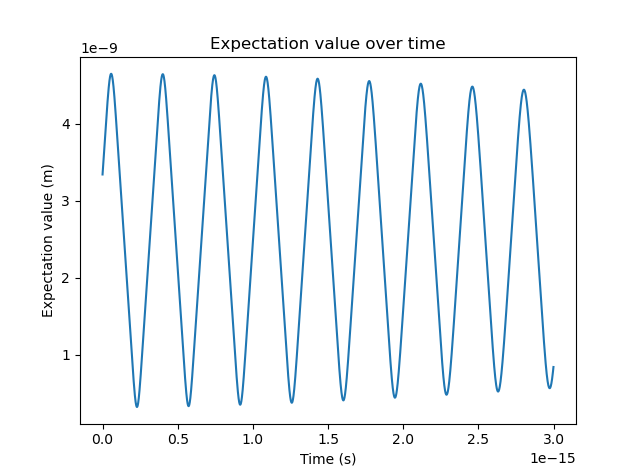 Expectation value over time
1e−9
4
3
2
1
Expectation value (m)
0.0 0.5 1.0 1.5 2.0 2.5 3.0
1e−15
Time (s)